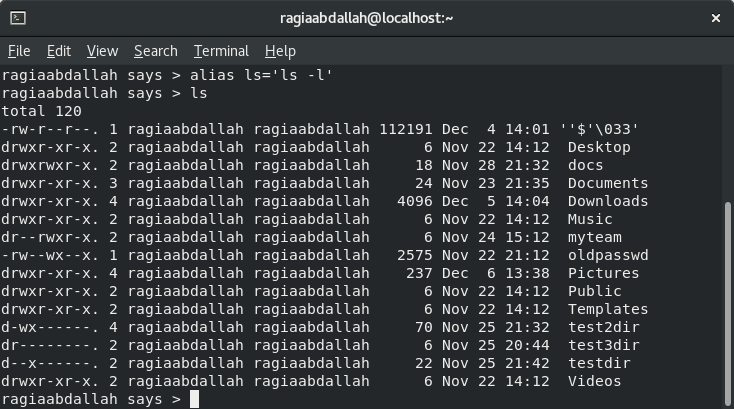 ragiaabdallah@localhost:~
File Edit View Search Terminal Help
ragiaabdallah says > alias ls='ls -l'
ragiaabdallah says > ls
total 120
-rw-r--r--. 1 ragiaabdallah ragiaabdallah 112191 Dec  4 14:01 ''$'\033'
drwxr-xr-x. 2 ragiaabdallah ragiaabdallah      6 Nov 22 14:12  Desktop
drwxrwxr-x. 2 ragiaabdallah ragiaabdallah     18 Nov 28 21:32  docs
drwxr-xr-x. 3 ragiaabdallah ragiaabdallah     24 Nov 23 21:35  Documents
drwxr-xr-x. 4 ragiaabdallah ragiaabdallah   4096 Dec  5 14:04  Downloads
drwxr-xr-x. 2 ragiaabdallah ragiaabdallah      6 Nov 22 14:12  Music
dr--rwxr-x. 2 ragiaabdallah ragiaabdallah      6 Nov 24 15:12  myteam
-rw--wx--x. 1 ragiaabdallah ragiaabdallah   2575 Nov 22 21:12  oldpasswd
drwxr-xr-x. 4 ragiaabdallah ragiaabdallah    237 Dec  6 13:38  Pictures
drwxr-xr-x. 2 ragiaabdallah ragiaabdallah      6 Nov 22 14:12  Public
drwxr-xr-x. 2 ragiaabdallah ragiaabdallah      6 Nov 22 14:12  Templates
d-wx------. 4 ragiaabdallah ragiaabdallah     70 Nov 25 21:32  test2dir
dr--------. 2 ragiaabdallah ragiaabdallah      6 Nov 25 20:44  test3dir
d--x------. 2 ragiaabdallah ragiaabdallah     22 Nov 25 21:42  testdir
drwxr-xr-x. 2 ragiaabdallah ragiaabdallah      6 Nov 22 14:12  Videos
ragiaabdallah says >